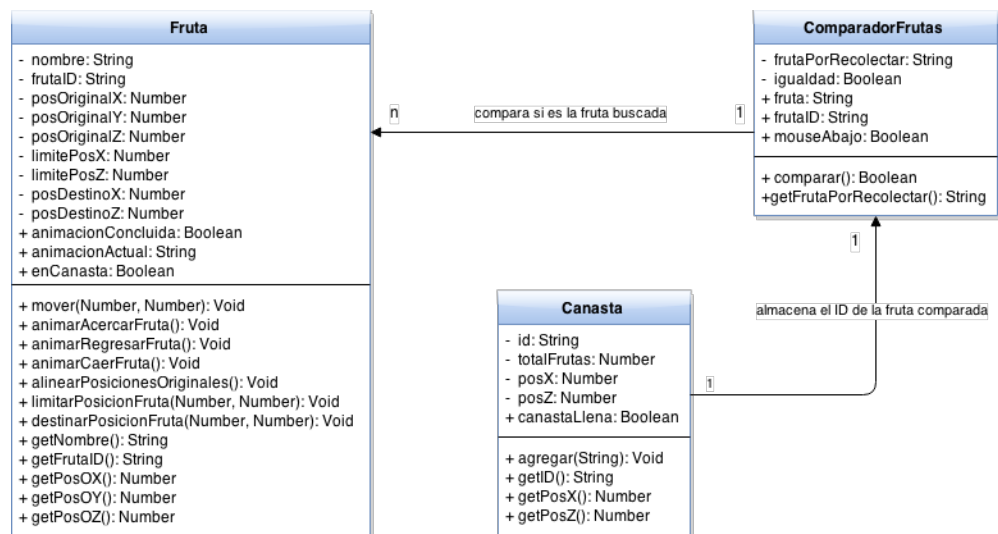 Fruta
- nombre: String
- frutaID: String
- posOriginalX: Number
- posOriginalY: Number
- posOriginalZ: Number
- limitePosX: Number
- limitePosZ: Number
- posDestinoX: Number
- posDestinoZ: Number
+ animacionConcluida: Boolean
+ animacionActual: String
+ enCanasta: Boolean
+ mover(Number, Number): Void
+ animarAcercarFruta(): Void
+ animarRegresarFruta(): Void
+ animarCaerFruta(): Void
+ alinearPosicionesOriginales(): Void
+ limitarPosicionFruta(Number, Number): Void
+ destinarPosicionFruta(Number, Number): Void
+ getNombre(): String
+ getFrutaID(): String
+ getPosOX(): Number
+ getPosOY(): Number
+ getPosOZ(): Number
n
compara si es la fruta buscada
1
ComparadorFrutas
- frutaPorRecolectar: String
- igualdad: Boolean
+ fruta: String
+ frutaID: String
+ mouseAbajo: Boolean
+ comparar(): Boolean
+getFrutaPorRecolectar(): String
1
almacena el ID de la fruta comparada
1
Canasta
- id: String
- totalFrutas: Number
- posX: Number
- posZ: Number
+ canastaLlena: Boolean
+ agregar(String): Void
+ getID(): String
+ getPosX(): Number
+ getPosZ(): Number